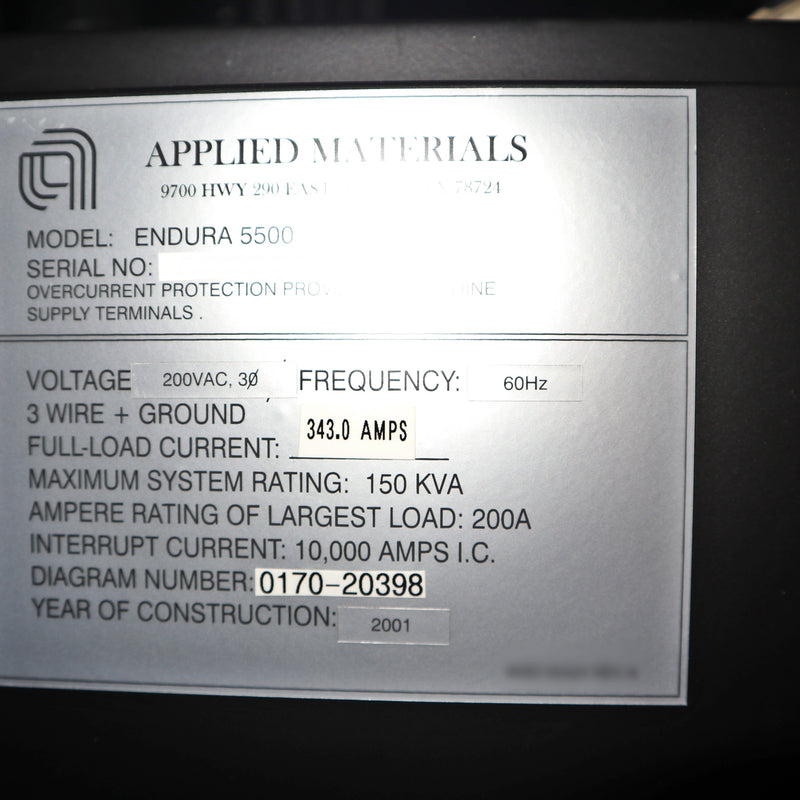 APPLIED MATERIALS
9700 HWY 290 EAST 78724
MODEL: ENDURA 5500
SERIAL NO:
OVERCURRENT PROTECTION
SUPPLY TERMINALS .
VOLTAGE 200VAC, 3Ø FREQUENCY: 60Hz
3 WIRE + GROUND
FULL-LOAD CURRENT: 343.0 AMPS
MAXIMUM SYSTEM RATING: 150 KVA
AMPERE RATING OF LARGEST LOAD: 200A
INTERRUPT CURRENT: 10,000 AMPS I.C.
DIAGRAM NUMBER: 0170-20398
YEAR OF CONSTRUCTION: 2001